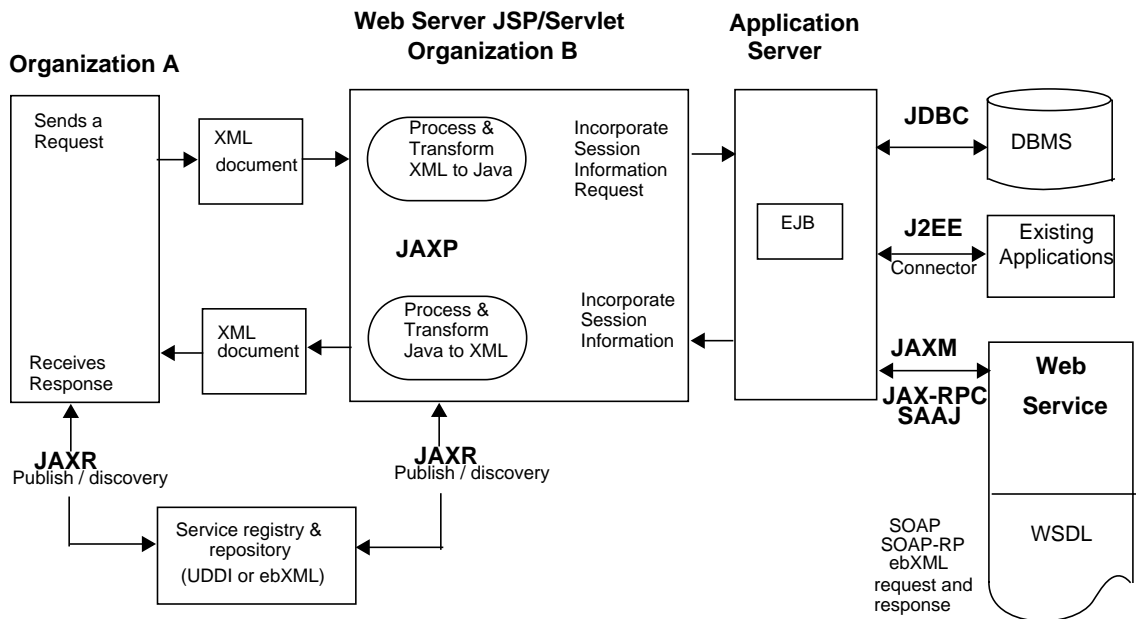 Web Server JSP/Servlet
Organization B
Application
Server
Organization A
Sends a
Request
XML
document
Process &
Transform
XML to Java
Incorporate
Session
Information
Request
JDBC
DBMS
EJB
J2EE
Connector
Existing
Applications
JAXP
Process &
Transform
Java to XML
Incorporate
Session
Information
XML
document
Receives
Response
JAXM
JAX-RPC
SAAJ
Web
Service
JAXR
Publish / discovery
JAXR
Publish / discovery
Service registry &
repository
(UDDI or ebXML)
SOAP
SOAP-RP
ebXML
request and
response
WSDL